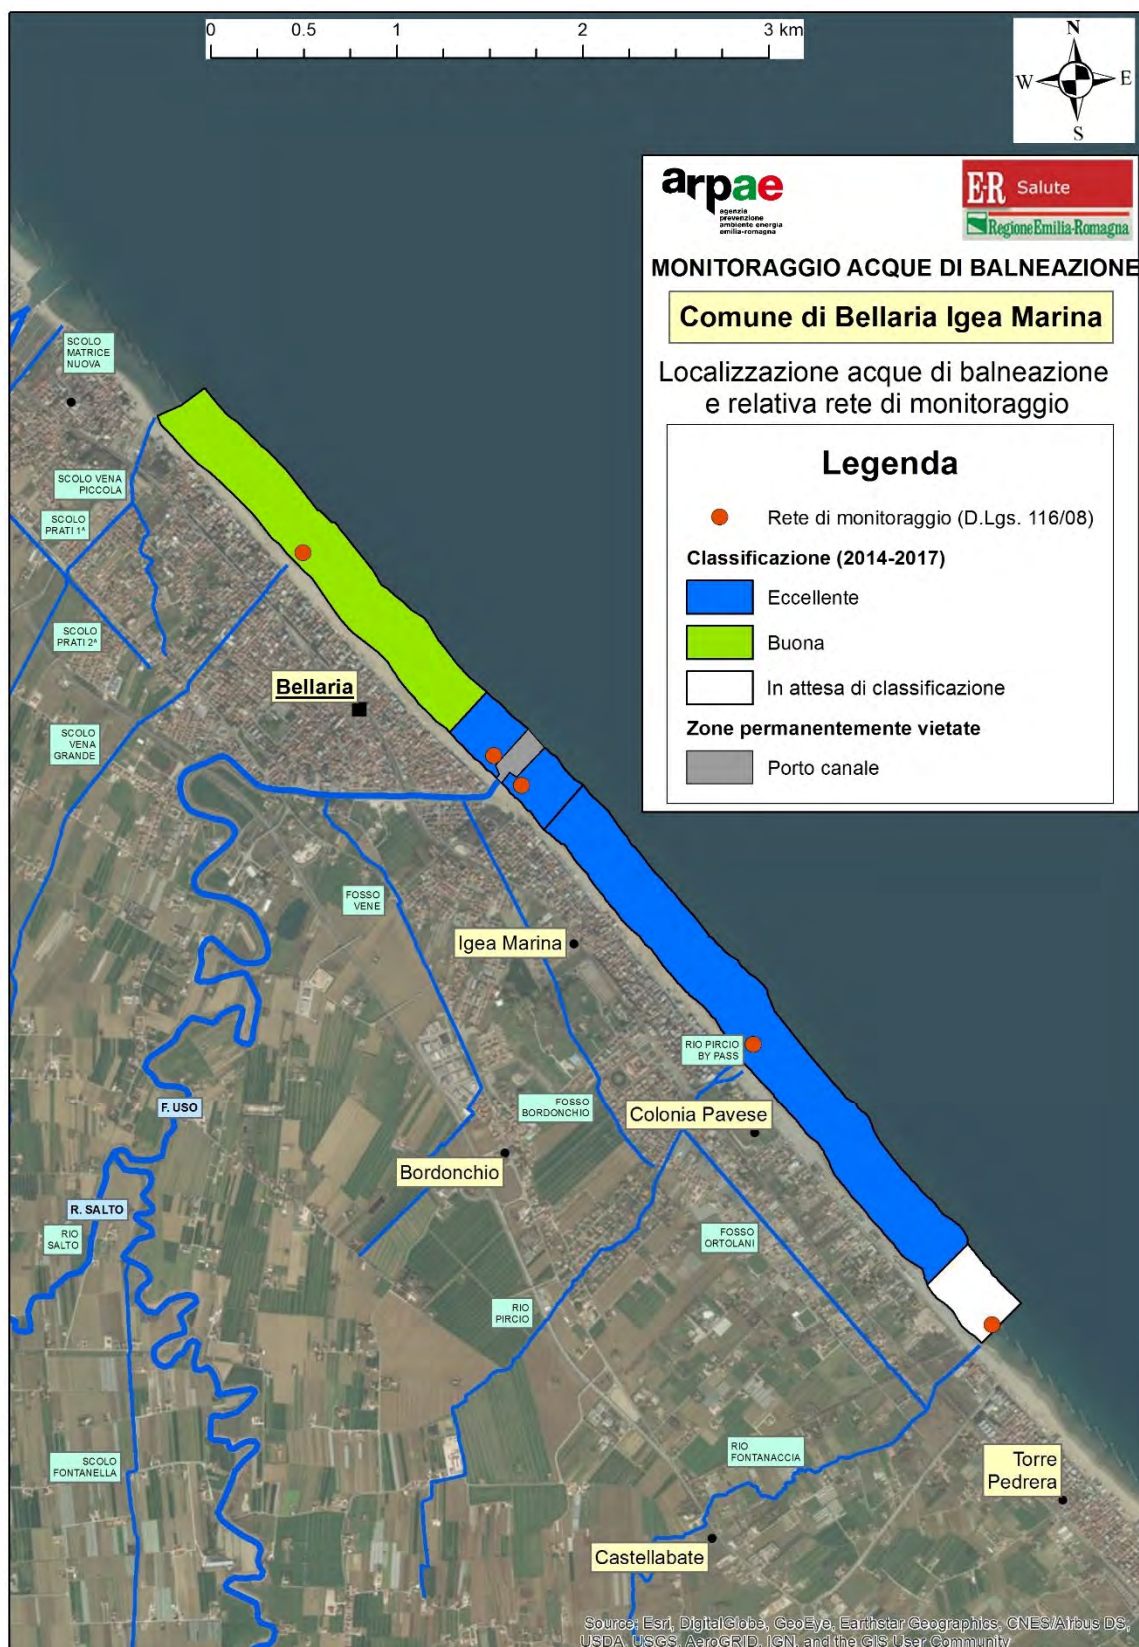 0 0.5 1 2 3 km
N
W E
S
arpae
agenzia
prevenzione
ambiente energia
emilia-romagna
E-R Salute
RegioneEmilia-Romagna
MONITORAGGIO ACQUE DI BALNEAZIONE
Comune di Bellaria Igea Marina
Localizzazione acque di balneazione
e relativa rete di monitoraggio
Legenda
Rete di monitoraggio (D.Lgs. 116/08)
Classificazione (2014-2017)
Eccellente
Buona
In attesa di classificazione
Zone permanentemente vietate
Porto canale
SCOLO
MATRICE
NUOVA
SCOLO VENA
PICCOLA
SCOLO
PRATI 1^
SCOLO
PRATI 2^
Bellaria
SCOLO
VENA
GRANDE
FOSSO
VENE
Igea Marina
RIO PIRCIO
BY PASS
FOSSO
BORDONCHIO
Colonia Pavese
F. USO
Bordonchio
R. SALTO
RIO
SALTO
FOSSO
ORTOLANI
RIO
PIRCIO
SCOLO
FONTANELLA
RIO
FONTANACCIA
Torre
Pedrera
Castellabate
Source: Esri, DigitalGlobe, GeoEye, Earthstar Geographics, CNES/Airbus DS,
USDA, USGS, AeroGRID, IGN, and the GIS User Community